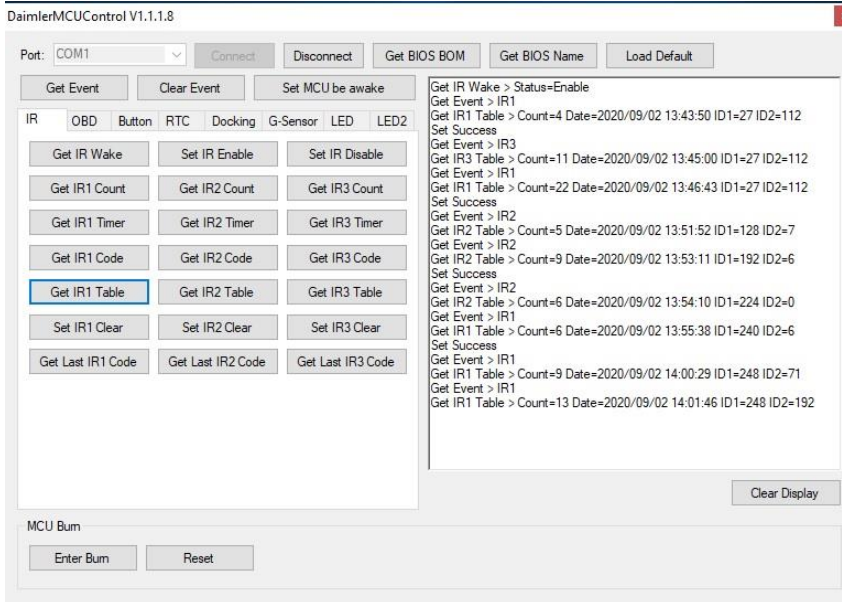 DaimlerMCUControl V1.1.1.8
Port: COM1 Connect Disconnect Get BIOS BOM Get BIOS Name Load Default
Get Event Clear Event Set MCU be awake
IR OBD Button RTC Docking G-Sensor LED LED2
Get IR Wake Set IR Enable Set IR Disable
Get IR1 Count Get IR2 Count Get IR3 Count
Get IR1 Timer Get IR2 Timer Get IR3 Timer
Get IR1 Code Get IR2 Code Get IR3 Code
Get IR1 Table Get IR2 Table Get IR3 Table
Set IR1 Clear Set IR2 Clear Set IR3 Clear
Get Last IR1 Code Get Last IR2 Code Get Last IR3 Code
Get IR Wake > Status=Enable
Get Event > IR1
Get IR1 Table > Count=4 Date=2020/09/02 13:43:50 ID1=27 ID2=112
Set Success
Get Event > IR3
Get IR3 Table > Count=11 Date=2020/09/02 13:45:00 ID1=27 ID2=112
Get Event > IR1
Get IR1 Table > Count=22 Date=2020/09/02 13:46:43 ID1=27 ID2=112
Set Success
Get Event > IR2
Get IR2 Table > Count=5 Date=2020/09/02 13:51:52 ID1=128 ID2=7
Get Event > IR2
Get IR2 Table > Count=9 Date=2020/09/02 13:53:11 ID1=192 ID2=6
Set Success
Get Event > IR2
Get IR2 Table > Count=6 Date=2020/09/02 13:54:10 ID1=224 ID2=0
Get Event > IR1
Get IR1 Table > Count=6 Date=2020/09/02 13:55:38 ID1=240 ID2=6
Set Success
Get Event > IR1
Get IR1 Table > Count=9 Date=2020/09/02 14:00:29 ID1=248 ID2=71
Get Event > IR1
Get IR1 Table > Count=13 Date=2020/09/02 14:01:46 ID1=248 ID2=192
Clear Display
MCU Burn
Enter Burn Reset